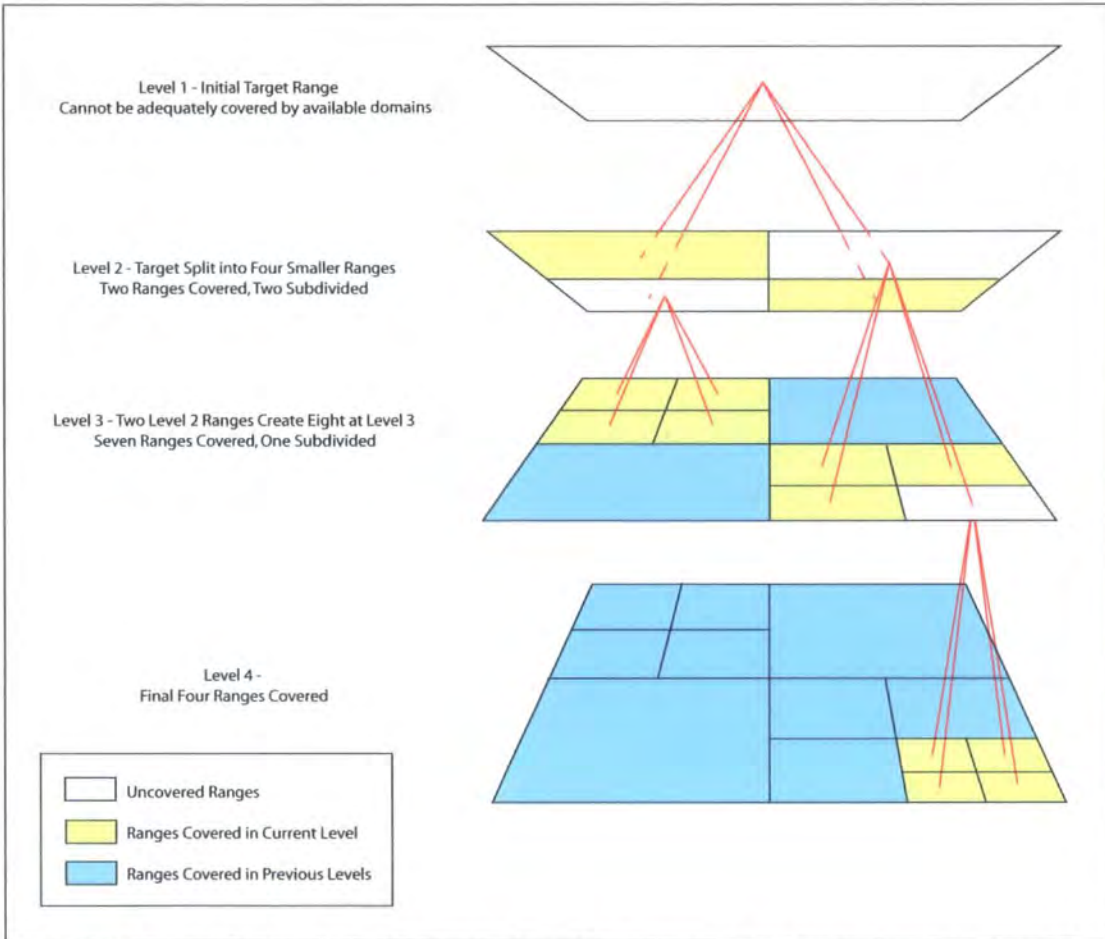 Level 1 - Initial Target Range
Cannot be adequately covered by available domains
Level 2 - Target Split into Four Smaller Ranges
Two Ranges Covered, Two Subdivided
Level 3 - Two Level 2 Ranges Create Eight at Level 3
Seven Ranges Covered, One Subdivided
Level 4 -
Final Four Ranges Covered
Uncovered Ranges
Ranges Covered in Current Level
Ranges Covered in Previous Levels